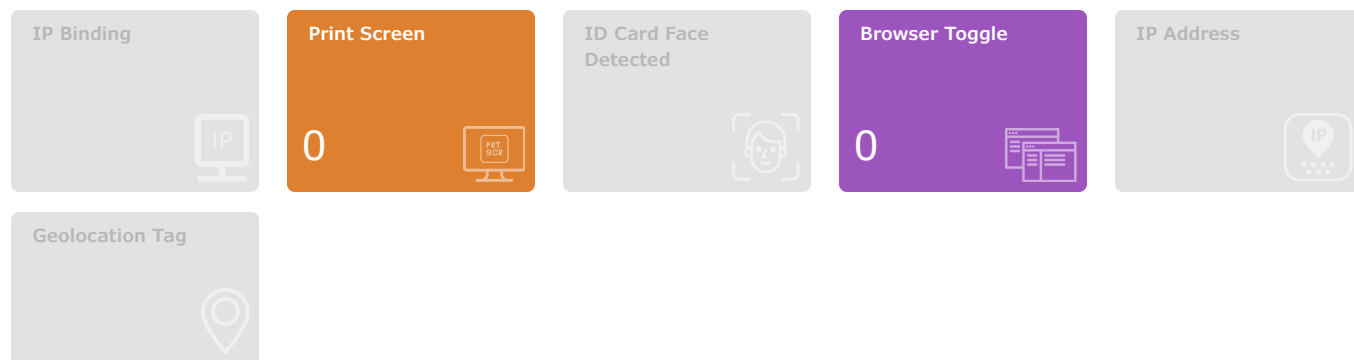 IP Binding
Print Screen
ID Card Face
Detected
Browser Toggle
IP Address
IP
0
PRT
SCR
0
IP
Geolocation Tag